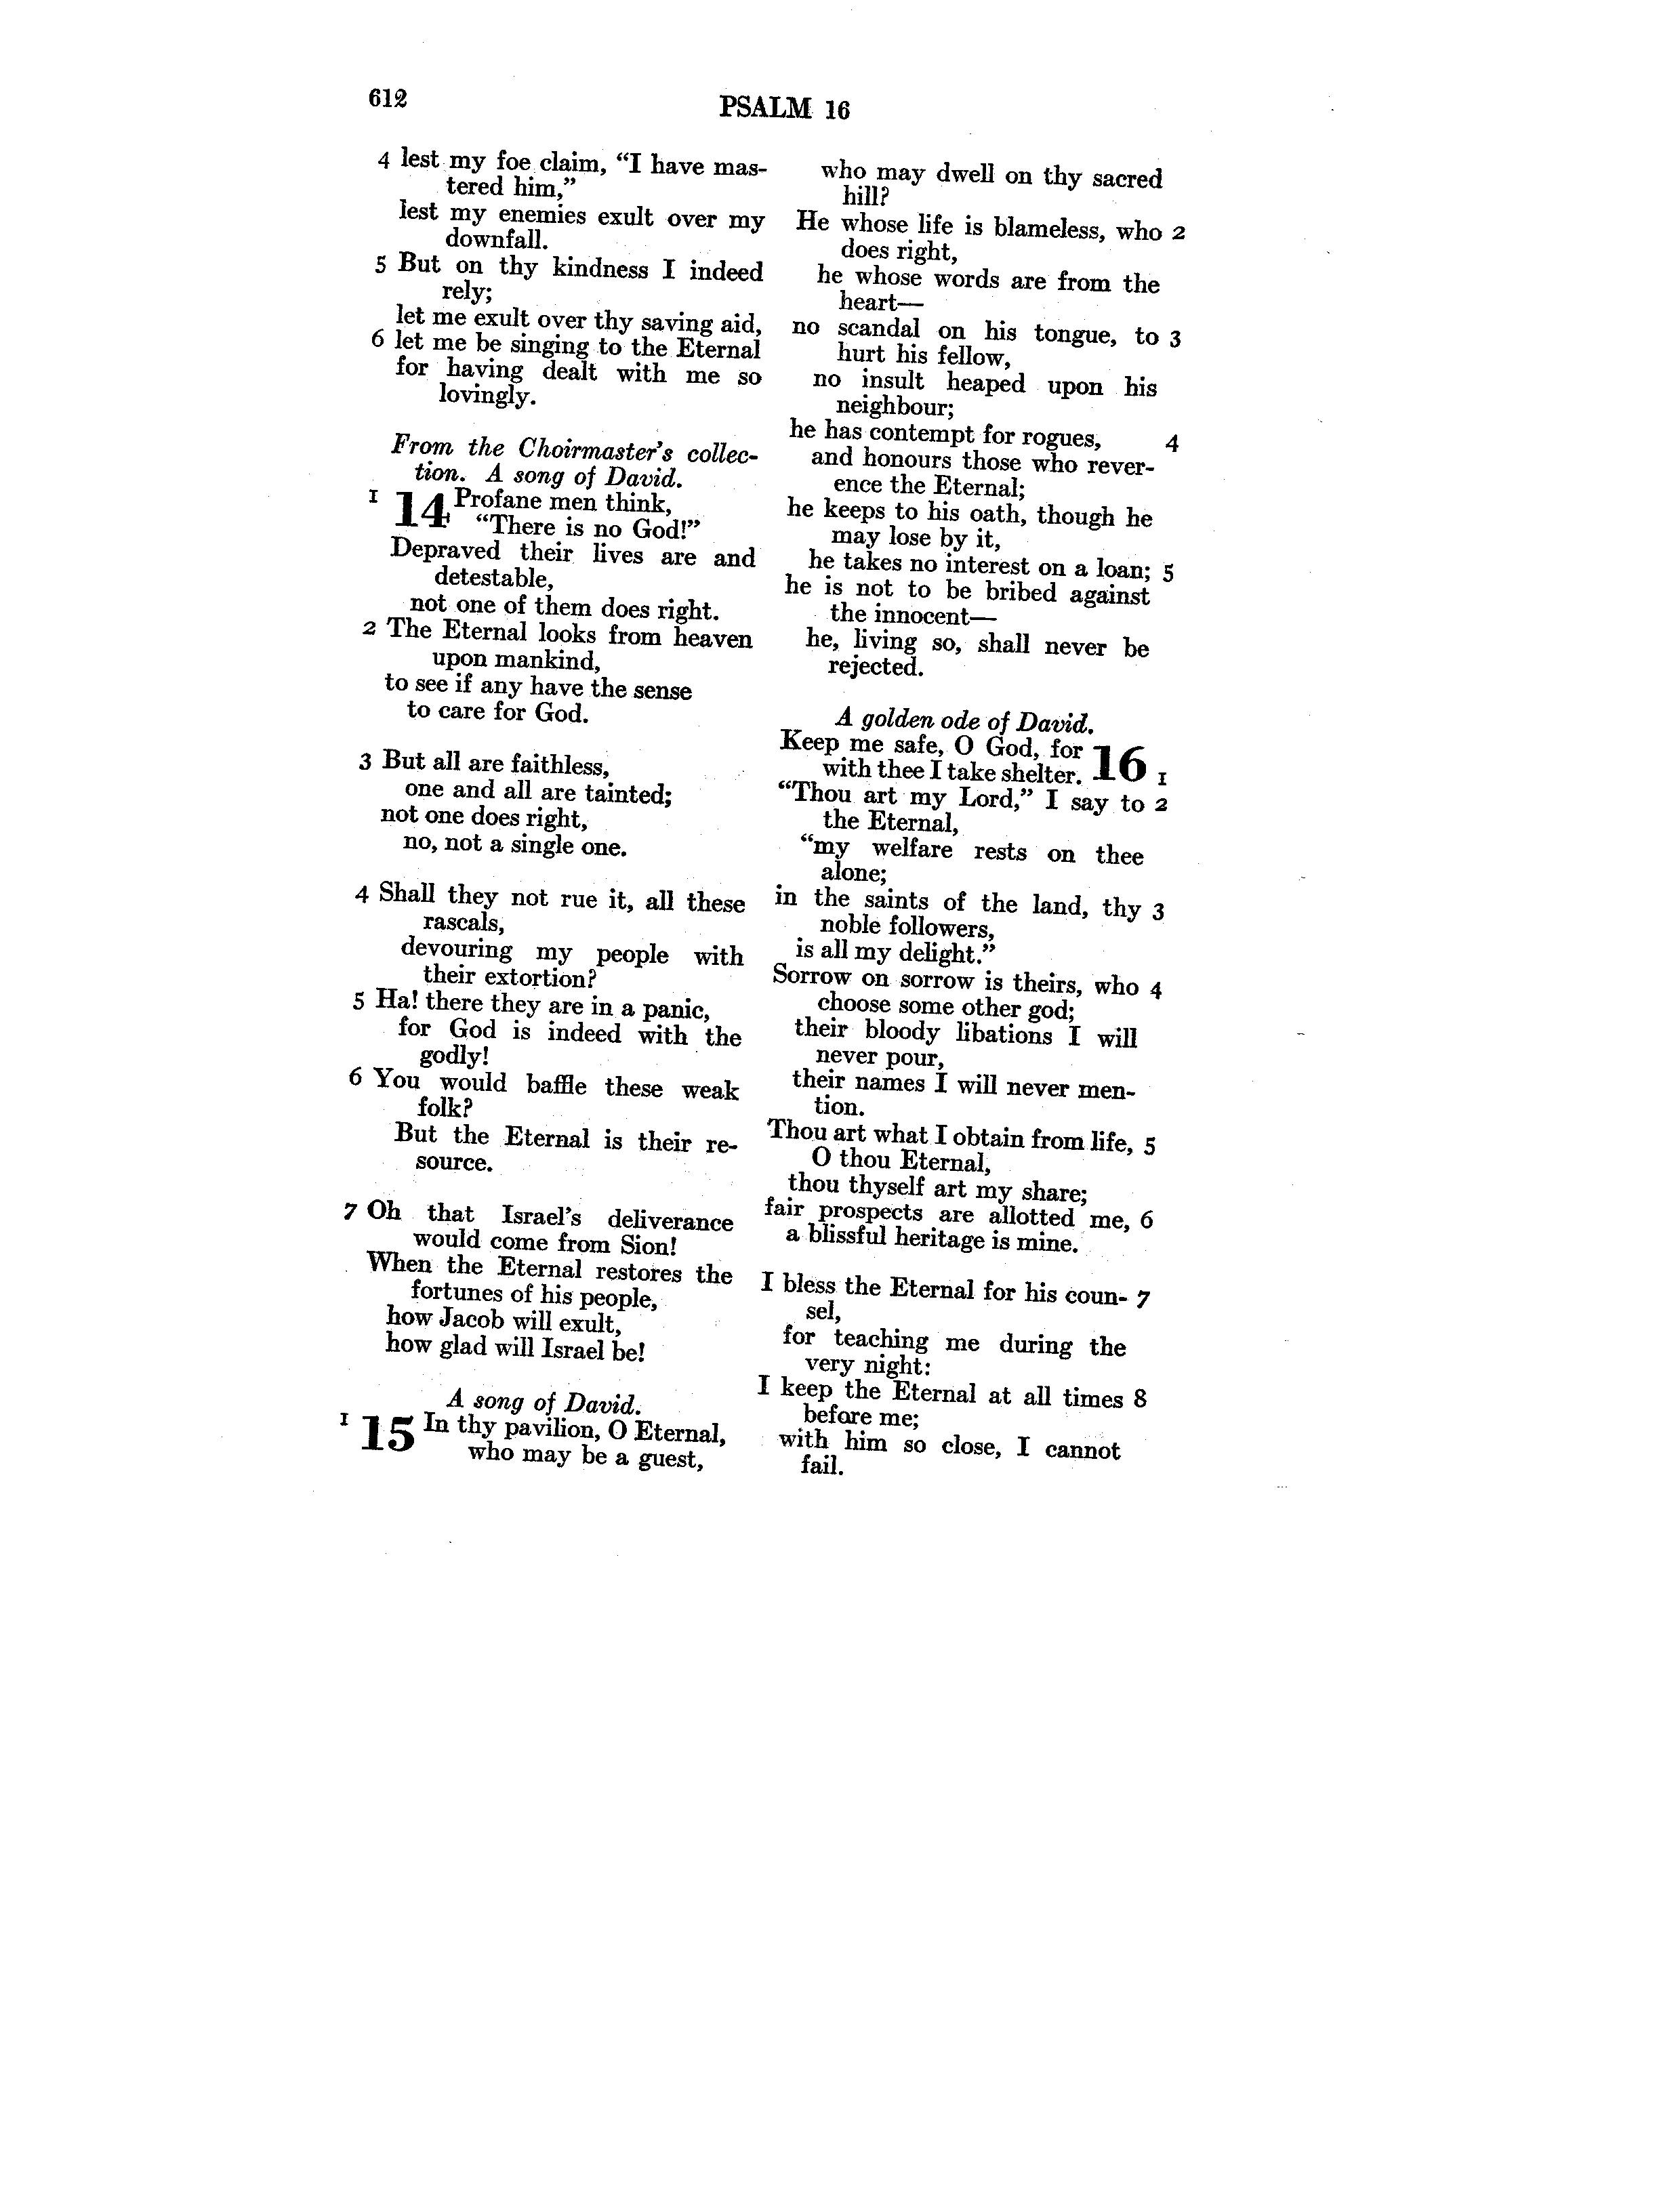 612
PSALM 16
4 lest my foe claim, “I have mas-
tered him,”
lest my enemies exult over my
downfall.
5 But on thy kindness I indeed
rely;
let me exult over thy saving aid,
6 let me be singing to the Eternal
for having dealt with me so
lovingly.
From the Choirmaster's collec-
tion. A song of David.
1 14 Profane men think,
“There is no God!”
Depraved their lives are and
detestable,
not one of them does right.
2 The Eternal looks from heaven
upon mankind,
to see if any have the sense
to care for God.
3 But all are faithless,
one and all are tainted;
not one does right,
no, not a single one.
4 Shall they not rue it, all these
rascals,
devouring my people with
their extortion?
5 Ha! there they are in a panic,
for God is indeed with the
godly!
6 You would baffle these weak
folk?
But the Eternal is their re-
source.
7 Oh that Israel's deliverance
would come from Sion!
When the Eternal restores the
fortunes of his people,
how Jacob will exult,
how glad will Israel be!
A song of David.
1 15 In thy pavilion, O Eternal,
who may be a guest,
who may dwell on thy sacred
hill?
He whose life is blameless, who 2
does right,
he whose words are from the
heart—
no scandal on his tongue, to 3
hurt his fellow,
no insult heaped upon his
neighbour;
he has contempt for rogues, 4
and honours those who rever-
ence the Eternal;
he keeps to his oath, though he
may lose by it,
he takes no interest on a loan; 5
he is not to be bribed against
the innocent—
he, living so, shall never be
rejected.
A golden ode of David.
Keep me safe, O God, for
with thee I take shelter. 16 1
“Thou art my Lord,” I say to 2
the Eternal,
“my welfare rests on thee
alone;
in the saints of the land, thy 3
noble followers,
is all my delight.”
Sorrow on sorrow is theirs, who 4
choose some other god;
their bloody libations I will
never pour,
their names I will never men-
tion.
Thou art what I obtain from life, 5
O thou Eternal,
thou thyself art my share;
fair prospects are allotted me, 6
a blissful heritage is mine.
I bless the Eternal for his coun- 7
sel,
for teaching me during the
very night:
I keep the Eternal at all times 8
before me;
with him so close, I cannot
fail.